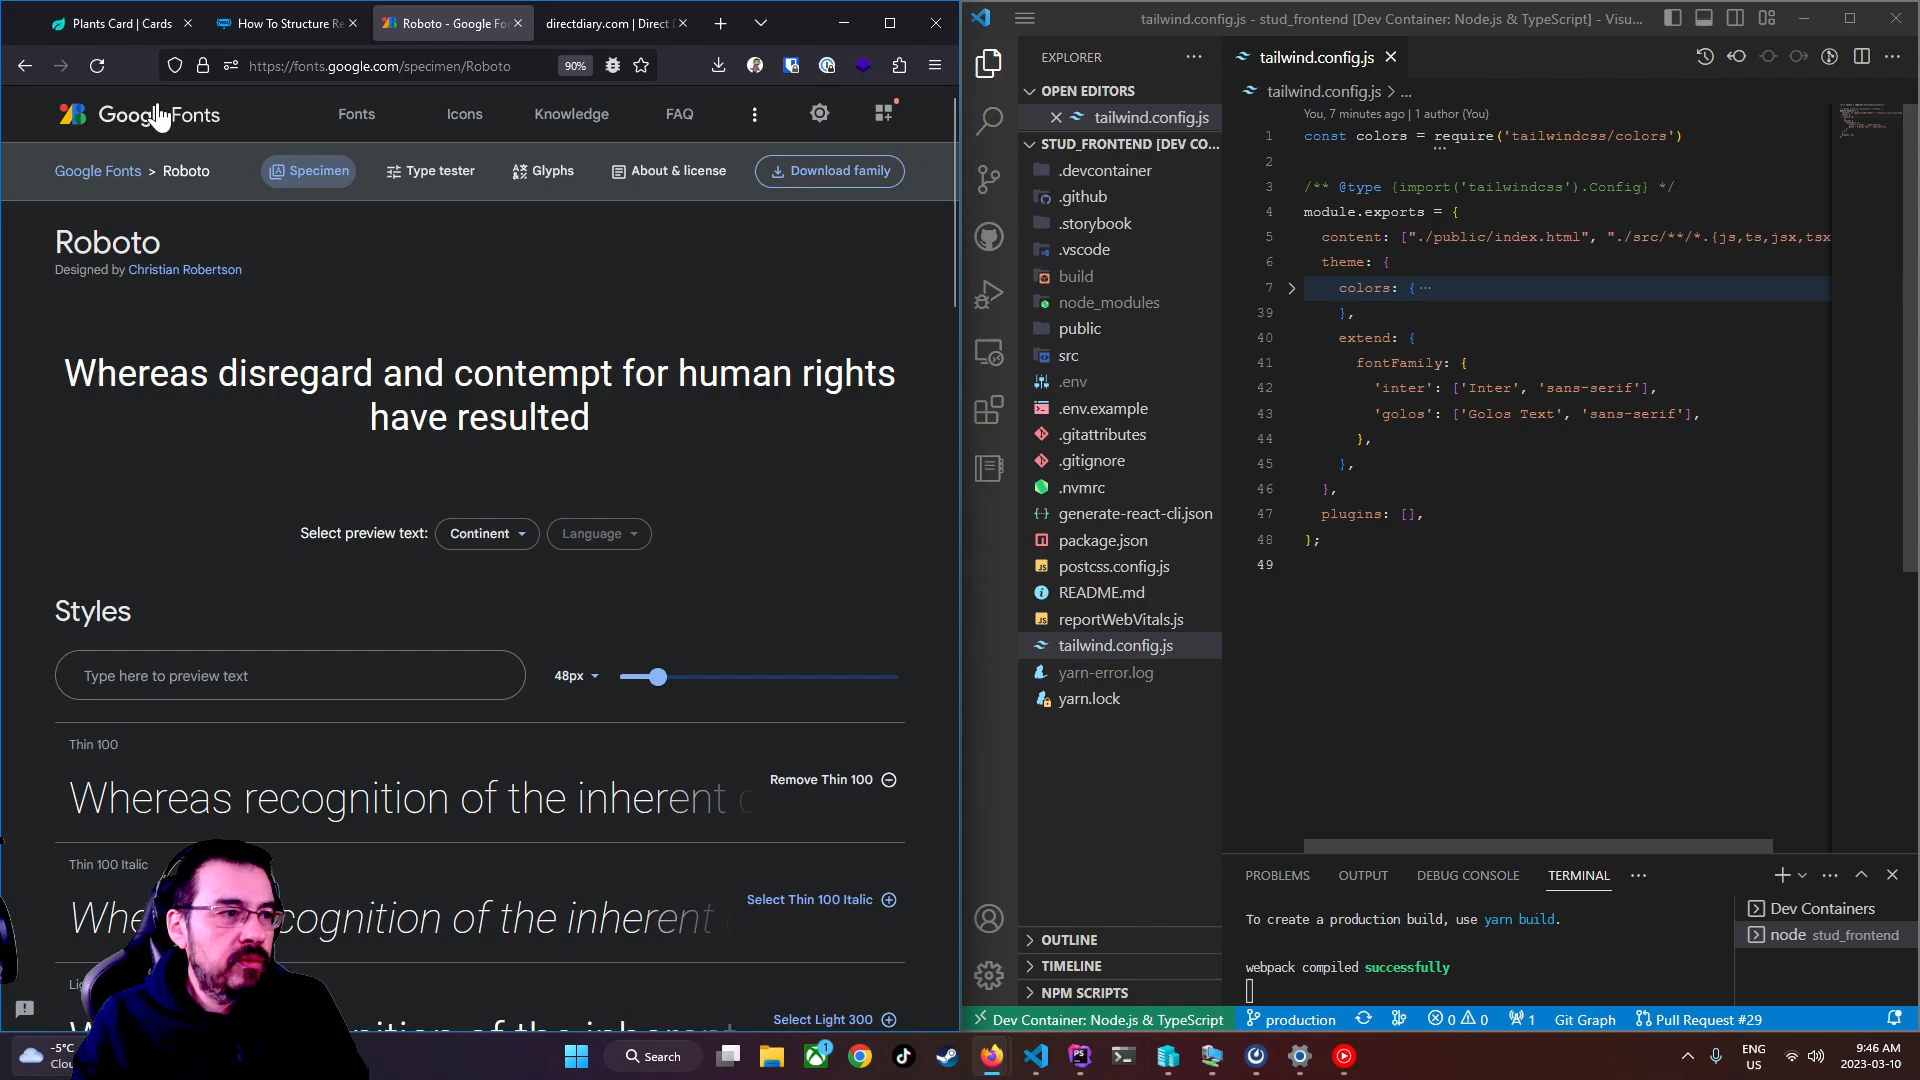 Plants Card | Cards
How To Structure Re
Roboto - Google Fo
directdiary.com | Direct D
https://fonts.google.com/specimen/Roboto
90%
Google Fonts
Fonts
Icons
Knowledge
FAQ
Google Fonts > Roboto
Specimen
Type tester
Glyphs
About & license
Download family
Roboto
Designed by Christian Robertson
Whereas disregard and contempt for human rights
have resulted
Select preview text:
Continent
Language
Styles
Type here to preview text
48px
Thin 100
Remove Thin 100
Whereas recognition of the inherent
Thin 100 Italic
Select Thin 100 Italic
cognition of the inherent
Select Light 300
tailwind.config.js - stud_frontend [Dev Container: Node.js & TypeScript] - Visu...
EXPLORER
OPEN EDITORS
tailwind.config.js
STUD_FRONTEND [DEV CO...
.devcontainer
.github
.storybook
.vscode
build
node_modules
public
src
.env
.env.example
.gitattributes
.gitignore
.nvmrc
generate-react-cli.json
package.json
postcss.config.js
README.md
reportWebVitals.js
tailwind.config.js
yarn-error.log
yarn.lock
OUTLINE
TIMELINE
NPM SCRIPTS
tailwind.config.js
tailwind.config.js > ...
You, 7 minutes ago | 1 author (You)
1 const colors = require('tailwindcss/colors')
2
3 /** @type {import('tailwindcss').Config} */
4 module.exports = {
5 content: ["./public/index.html", "./src/**/*.{js,ts,jsx,tsx
6 theme: {
7 colors: { ...
39 },
40 extend: {
41 fontFamily: {
42 'inter': ['Inter', 'sans-serif'],
43 'golos': ['Golos Text', 'sans-serif'],
44 },
45 },
46 },
47 plugins: [],
48 };
49
PROBLEMS
OUTPUT
DEBUG CONSOLE
TERMINAL
To create a production build, use yarn build.
webpack compiled successfully
Dev Containers
node stud_frontend
Dev Container: Node.js & TypeScript
production
0
0
1
Git Graph
Pull Request #29
-5°C
Search
1
ENG
US
9:46 AM
2023-03-10